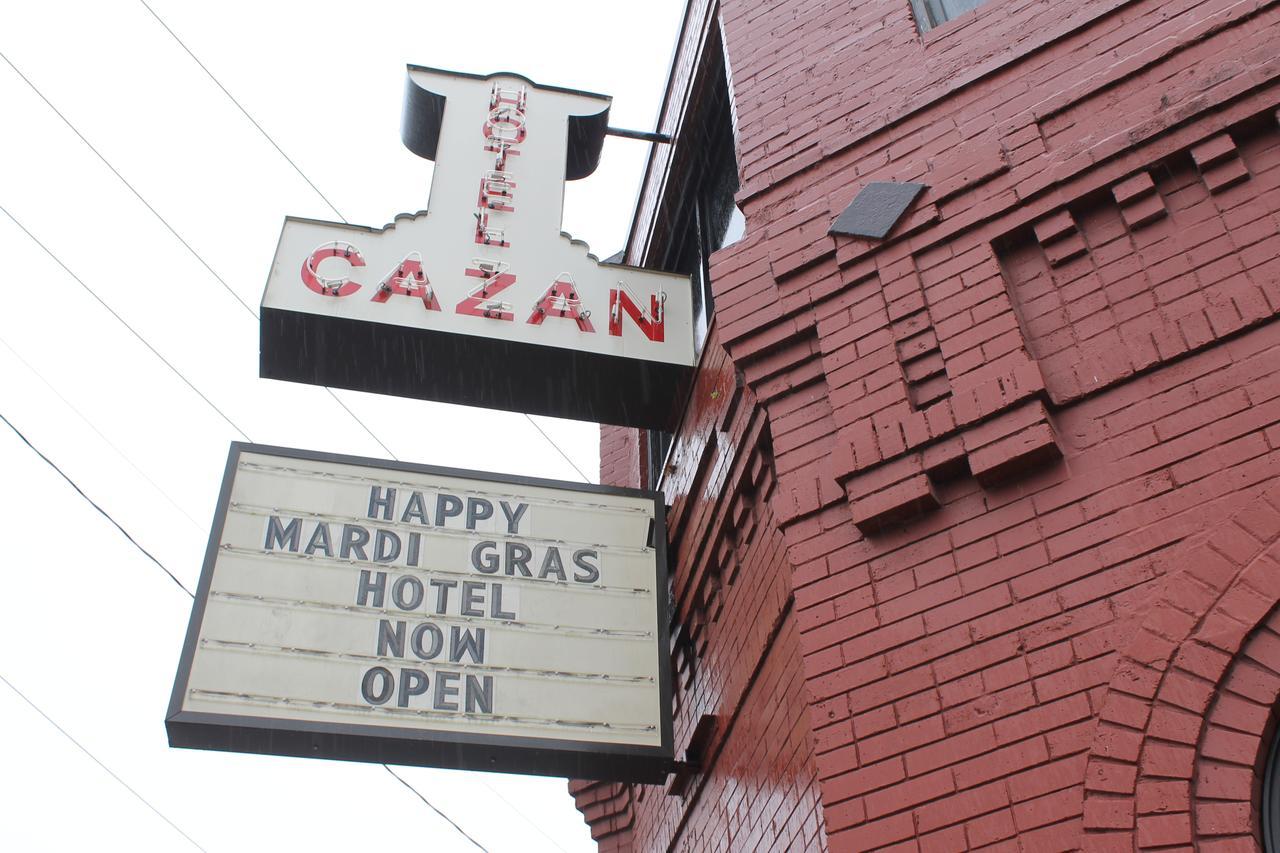 HOTEL
CAZAN
HAPPY
MARDI GRAS
HOTEL
NOW
OPEN